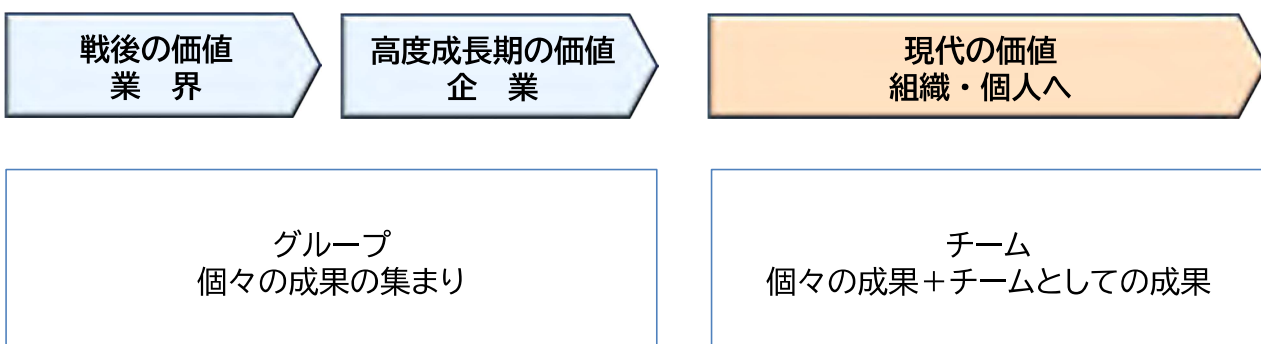 戦後の価値
業　界
高度成長期の価値
企　業
現代の価値
組織・個人へ
グループ
個々の成果の集まり
チーム
個々の成果＋チームとしての成果